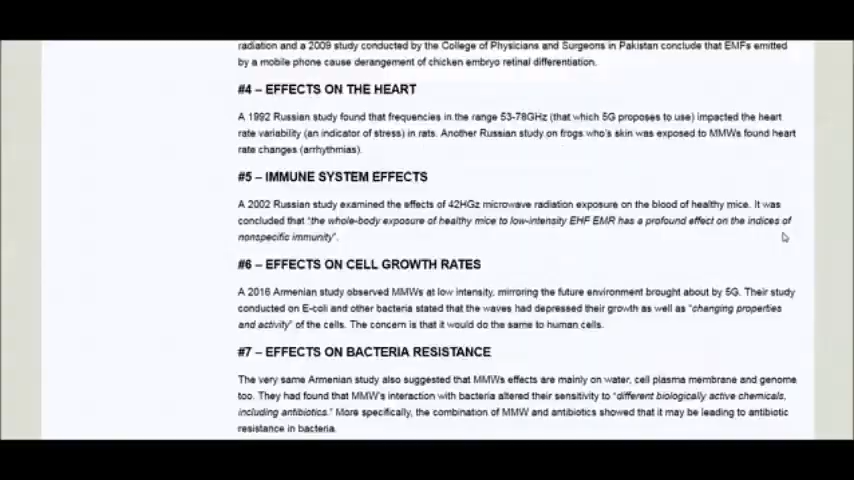 radiation and a 2009 study conducted by the College of Physicians and Surgeons in Pakistan conclude that EMFs emitted
by a mobile phone cause derangement of chicken embryo retinal differentiation.
#4 – EFFECTS ON THE HEART
A 1992 Russian study found that frequencies in the range 53-78GHz (that which 5G proposes to use) impacted the heart
rate variability (an indicator of stress) in rats. Another Russian study on frogs who's skin was exposed to MMWs found heart
rate changes (arrhythmias).
#5 – IMMUNE SYSTEM EFFECTS
A 2002 Russian study examined the effects of 42HGz microwave radiation exposure on the blood of healthy mice. It was
concluded that "the whole-body exposure of healthy mice to low-intensity EHF EMR has a profound effect on the indices of
nonspecific immunity".
#6 – EFFECTS ON CELL GROWTH RATES
A 2016 Armenian study observed MMWs at low intensity, mirroring the future environment brought about by 5G. Their study
conducted on E-coli and other bacteria stated that the waves had depressed their growth as well as "changing properties
and activity" of the cells. The concern is that it would do the same to human cells.
#7 – EFFECTS ON BACTERIA RESISTANCE
The very same Armenian study also suggested that MMWs effects are mainly on water, cell plasma membrane and genome
too. They had found that MMW's interaction with bacteria altered their sensitivity to "different biologically active chemicals,
including antibiotics." More specifically, the combination of MMW and antibiotics showed that it may be leading to antibiotic
resistance in bacteria.